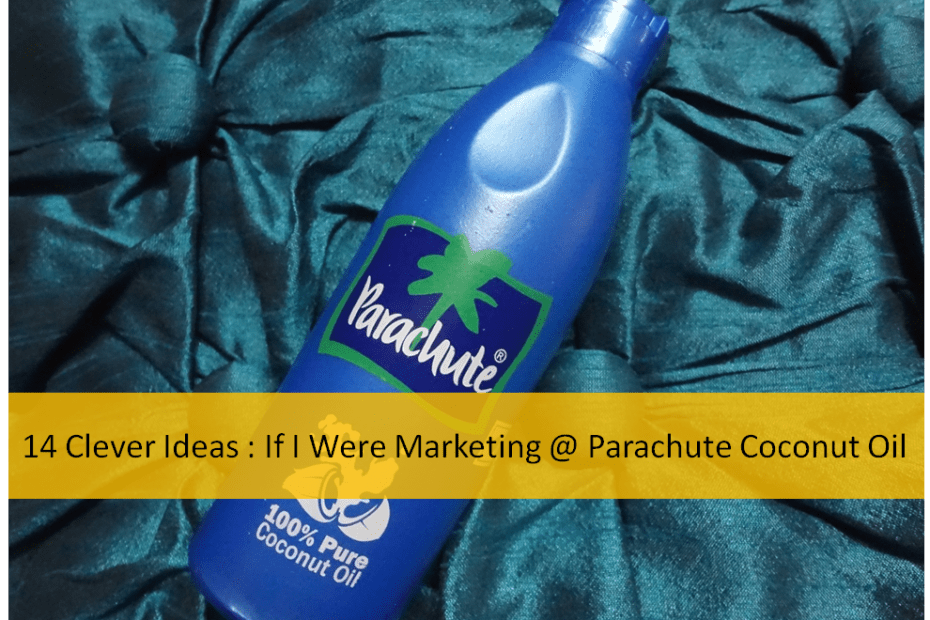 Parachute®
14 Clever Ideas : If I Were Marketing @ Parachute Coconut Oil
100% Pure
Coconut Oil